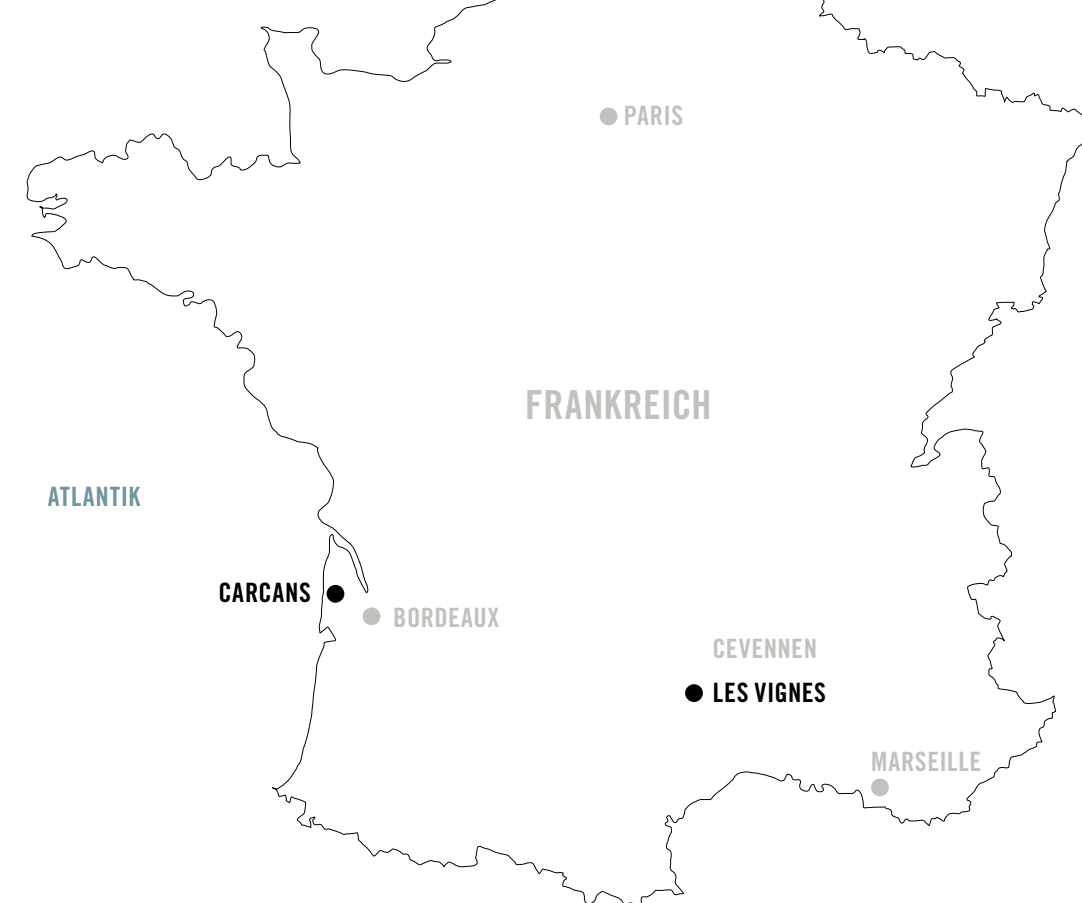 PARIS
FRANKREICH
ATLANTIK
CARCANS
BORDEAUX
CEVENNEN
LES VIGNES
MARSEILLE